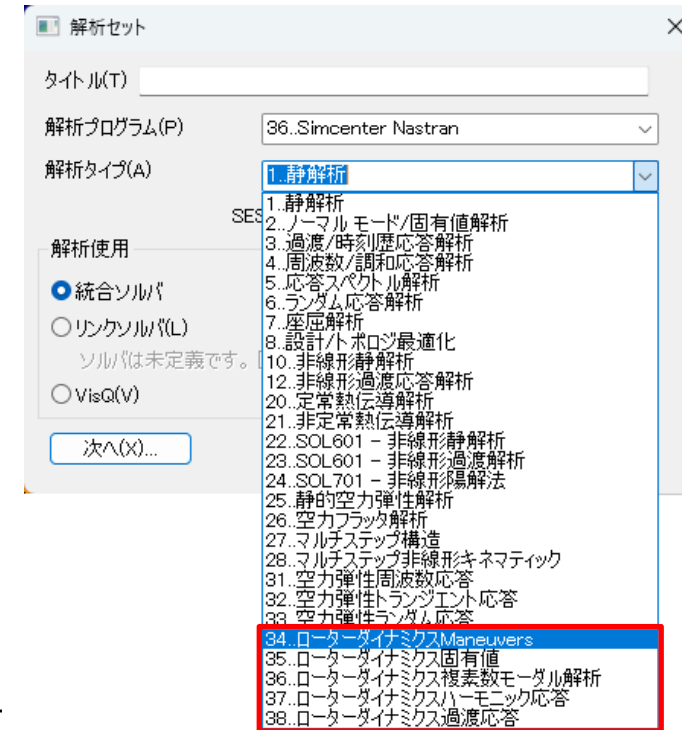 解析セット
タイトル(T)
解析プログラム(P)
36..Simcenter Nastran
解析タイプ(A)
1..静解析
1..静解析
SES
2..ノーマル モード/固有値解析
3..過渡/時刻歴応答解析
解析使用
4..周波数/調和応答解析
5..応答スペクトル解析
統合ソルバ
6..ランダム応答解析
7..座屈解析
リンクソルバ(L)
8..設計/トポロジ最適化
ソルバは未定義です。
10..非線形静解析
12..非線形過渡応答解析
VisQ(V)
20..定常熱伝導解析
21..非定常熱伝導解析
次へ(X)...
22..SOL601 - 非線形静解析
23..SOL601 - 非線形過渡解析
24..SOL701 - 非線形陽解法
25..静的空力弾性解析
26..空力フラッタ解析
27..マルチステップ構造
28..マルチステップ非線形キネマティック
31..空力弾性周波数応答
32..空力弾性トランジエント応答
33..空力弾性ランダム応答
34..ローターダイナミクスManeuvers
35..ローターダイナミクス固有値
36..ローターダイナミクス複素数モーダル解析
37..ローターダイナミクスハーモニック応答
38..ローターダイナミクス過渡応答